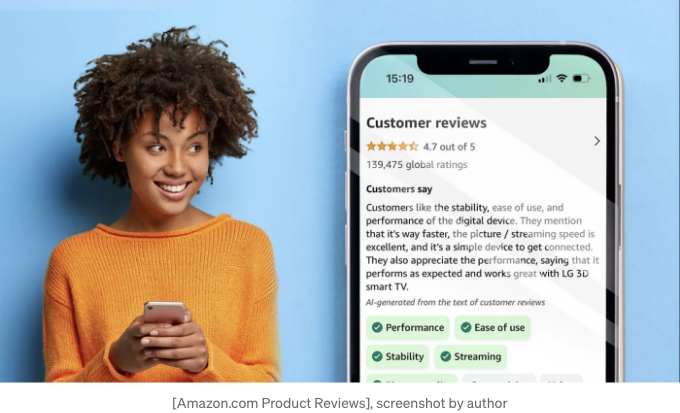 15:19
Customer reviews
4.7 out of 5
139,475 global ratings
Customers say
Customers like the stability, ease of use, and
performance of the digital device. They mention
that it's way faster, the picture / streaming speed is
excellent, and it's a simple device to get connected.
They also appreciate the performance, saying that it
performs as expected and works great with LG 3D
smart TV.
AI-generated from the text of customer reviews
Performance Ease of use
Stability Streaming
[Amazon.com Product Reviews], screenshot by author